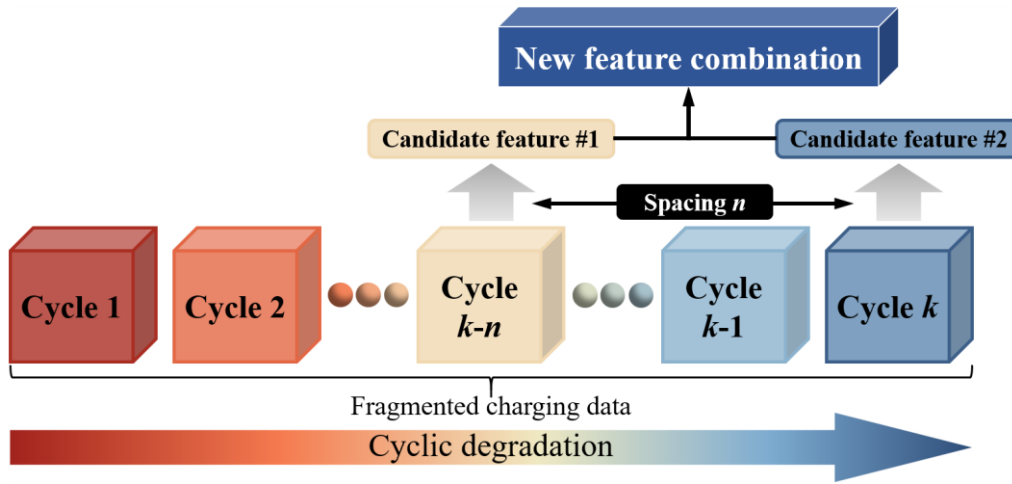 New feature combination
Candidate feature #1
Candidate feature #2
Spacing n
Cycle 1
Cycle 2
Cycle
k-n
Cycle
k-1
Cycle k
Fragmented charging data
Cyclic degradation